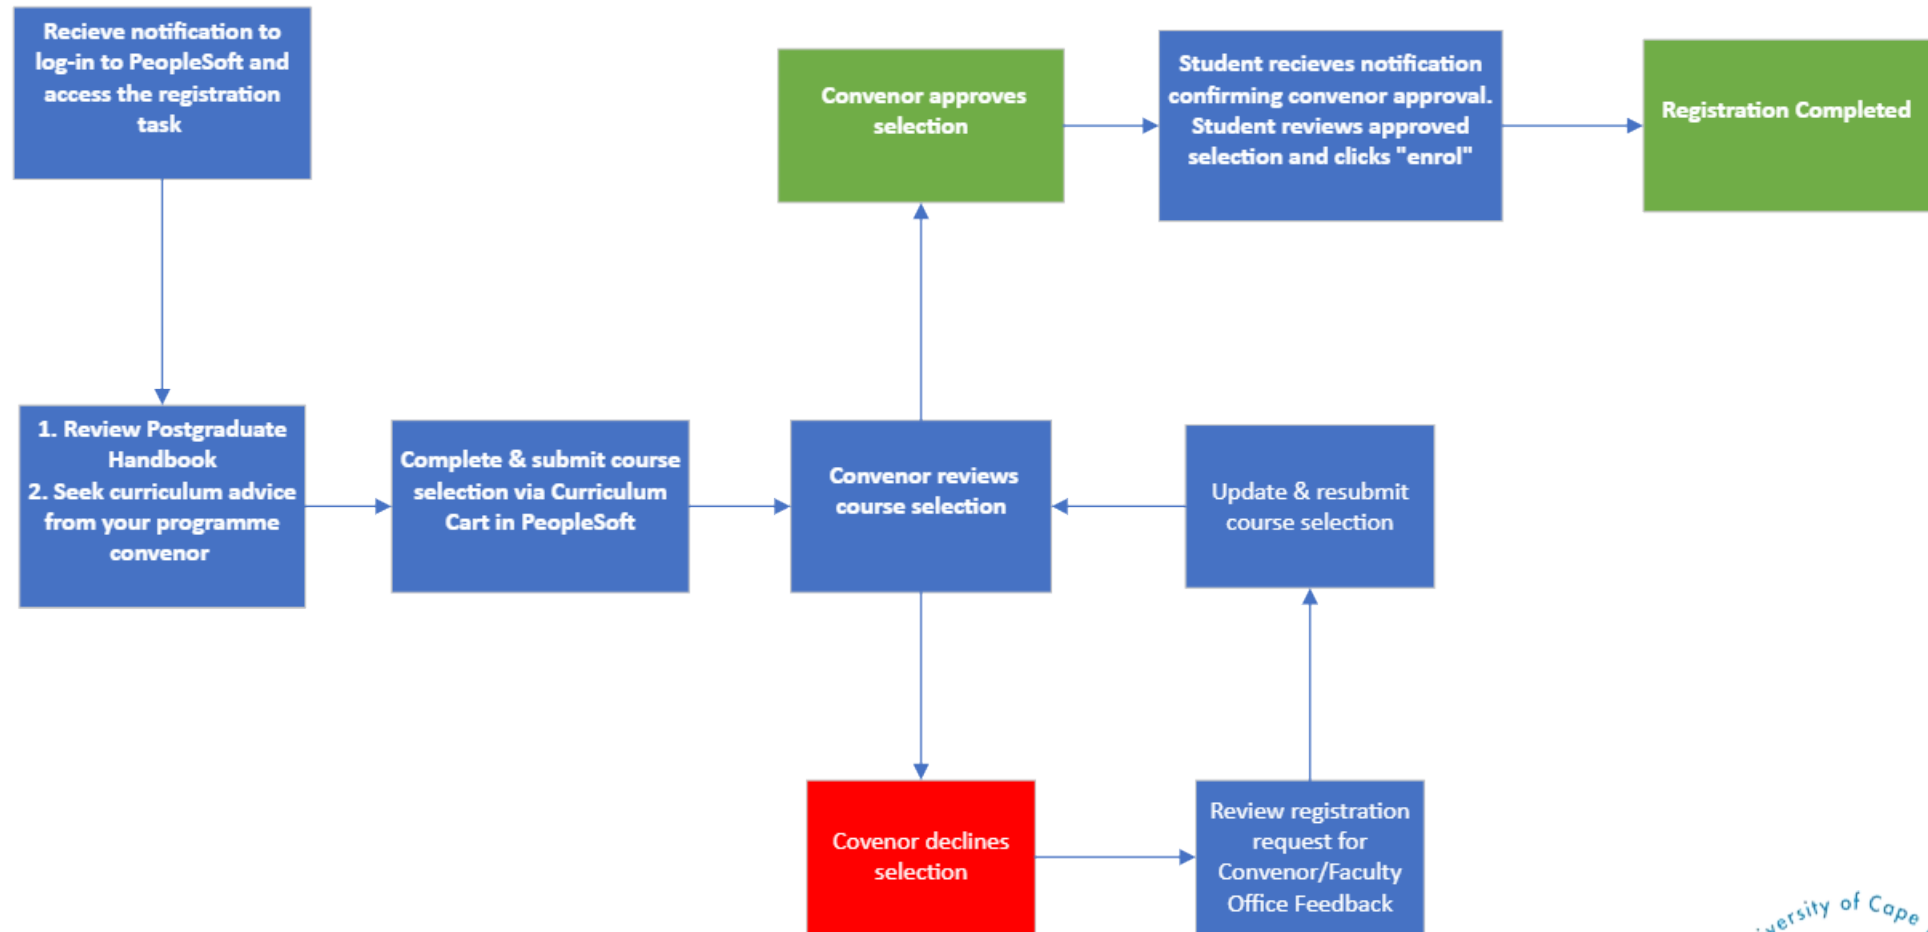 Recieve notification to
log-in to PeopleSoft and
access the registration
task
Convenor approves
selection
Student recieves notification
confirming convenor approval.
Student reviews approved
selection and clicks "enrol"
Registration Completed
1. Review Postgraduate
Handbook
2. Seek curriculum advice
from your programme
convenor
Complete & submit course
selection via Curriculum
Cart in PeopleSoft
Convenor reviews
course selection
Update & resubmit
course selection
Covenor declines
selection
Review registration
request for
Convenor/Faculty
Office Feedback
versity of Cape